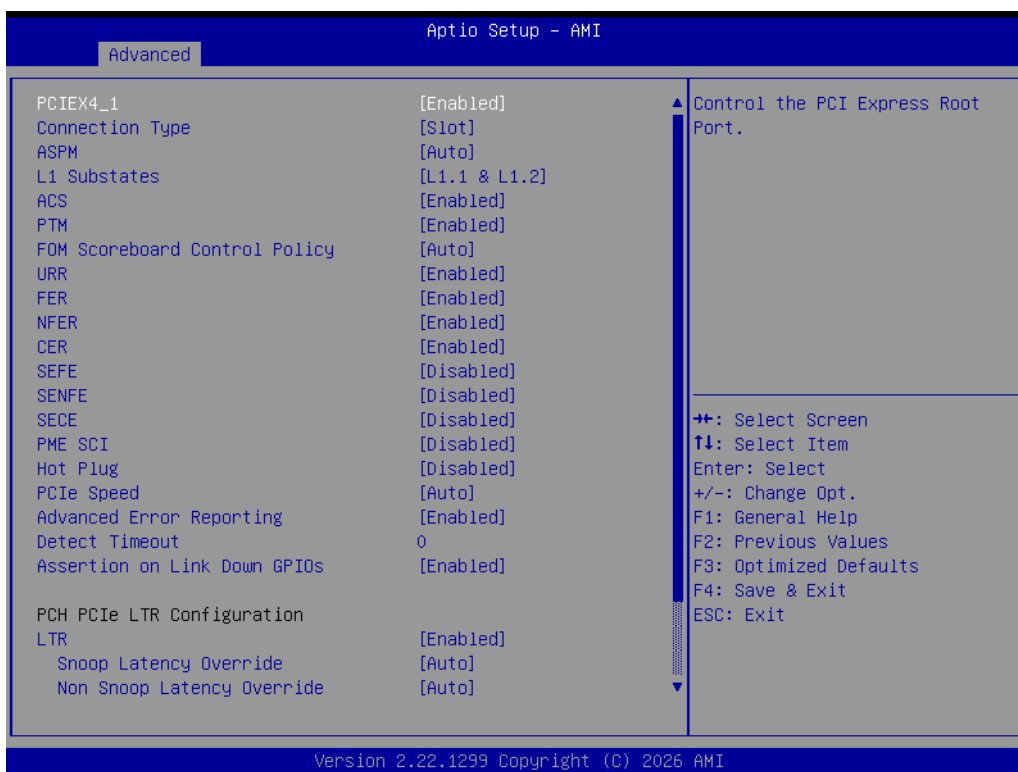 Aptio Setup – AMI
Advanced
PCIEX4_1 [Enabled]
Connection Type [Slot]
ASPM [Auto]
L1 Substates [L1.1 & L1.2]
ACS [Enabled]
PTM [Enabled]
FOM Scoreboard Control Policy [Auto]
URR [Enabled]
FER [Enabled]
NFER [Enabled]
CER [Enabled]
SEFE [Disabled]
SENFE [Disabled]
SECE [Disabled]
PME SCI [Disabled]
Hot Plug [Disabled]
PCIe Speed [Auto]
Advanced Error Reporting [Enabled]
Detect Timeout 0
Assertion on Link Down GPIOs [Enabled]
PCH PCIe LTR Configuration
LTR [Enabled]
Snoop Latency Override [Auto]
Non Snoop Latency Override [Auto]
Control the PCI Express Root
Port.
→←: Select Screen
↑↓: Select Item
Enter: Select
+/-: Change Opt.
F1: General Help
F2: Previous Values
F3: Optimized Defaults
F4: Save & Exit
ESC: Exit
Version 2.22.1299 Copyright (C) 2026 AMI